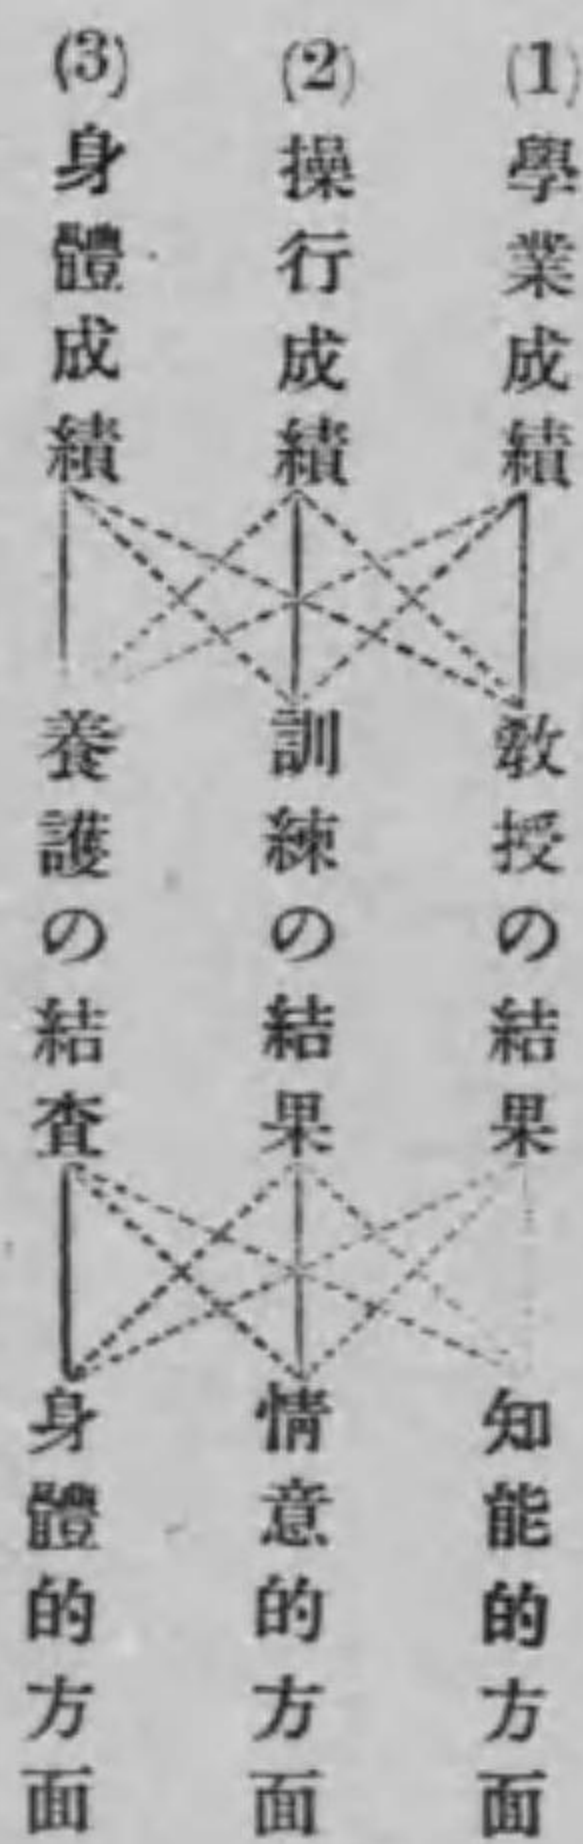 (1) 學業成績
教授の結果
知能的方面
(2) 操行成績
訓練の結果
情意的方面
(3) 身體成績
養護の結査
身體的方面